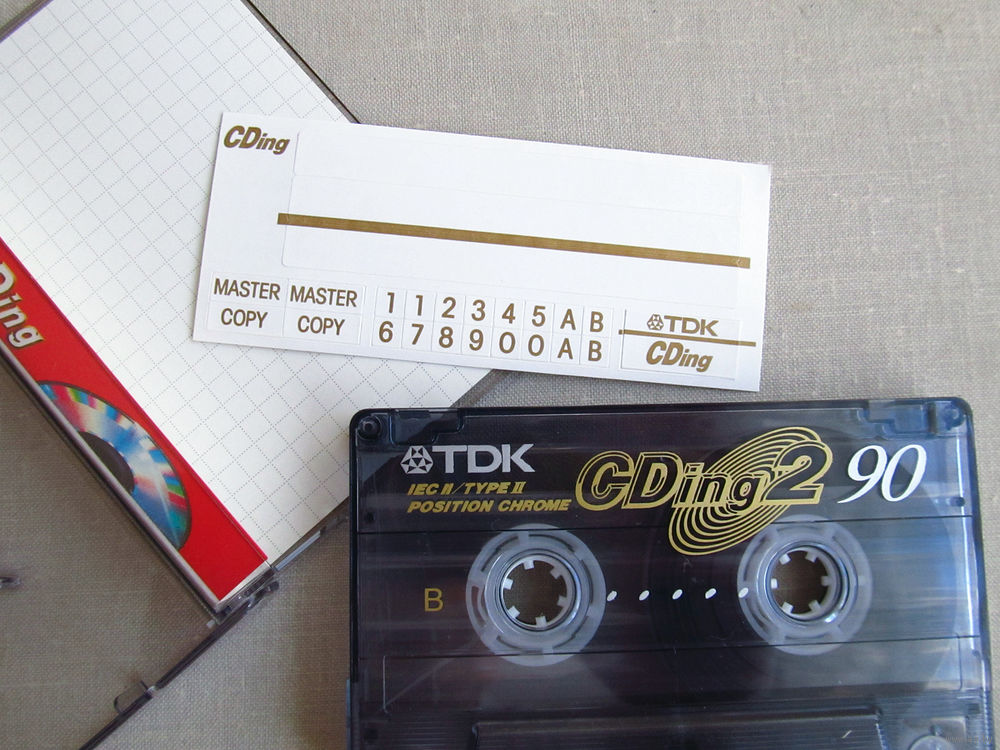 CDing
MASTER MASTER 1 1 2 3 4 5 A B
COPY COPY 6 7 8 9 0 0 A B
TDK
CDing
Ding
TDK
IEC II/TYPE II
POSITION CHROME
CDing2 90
B